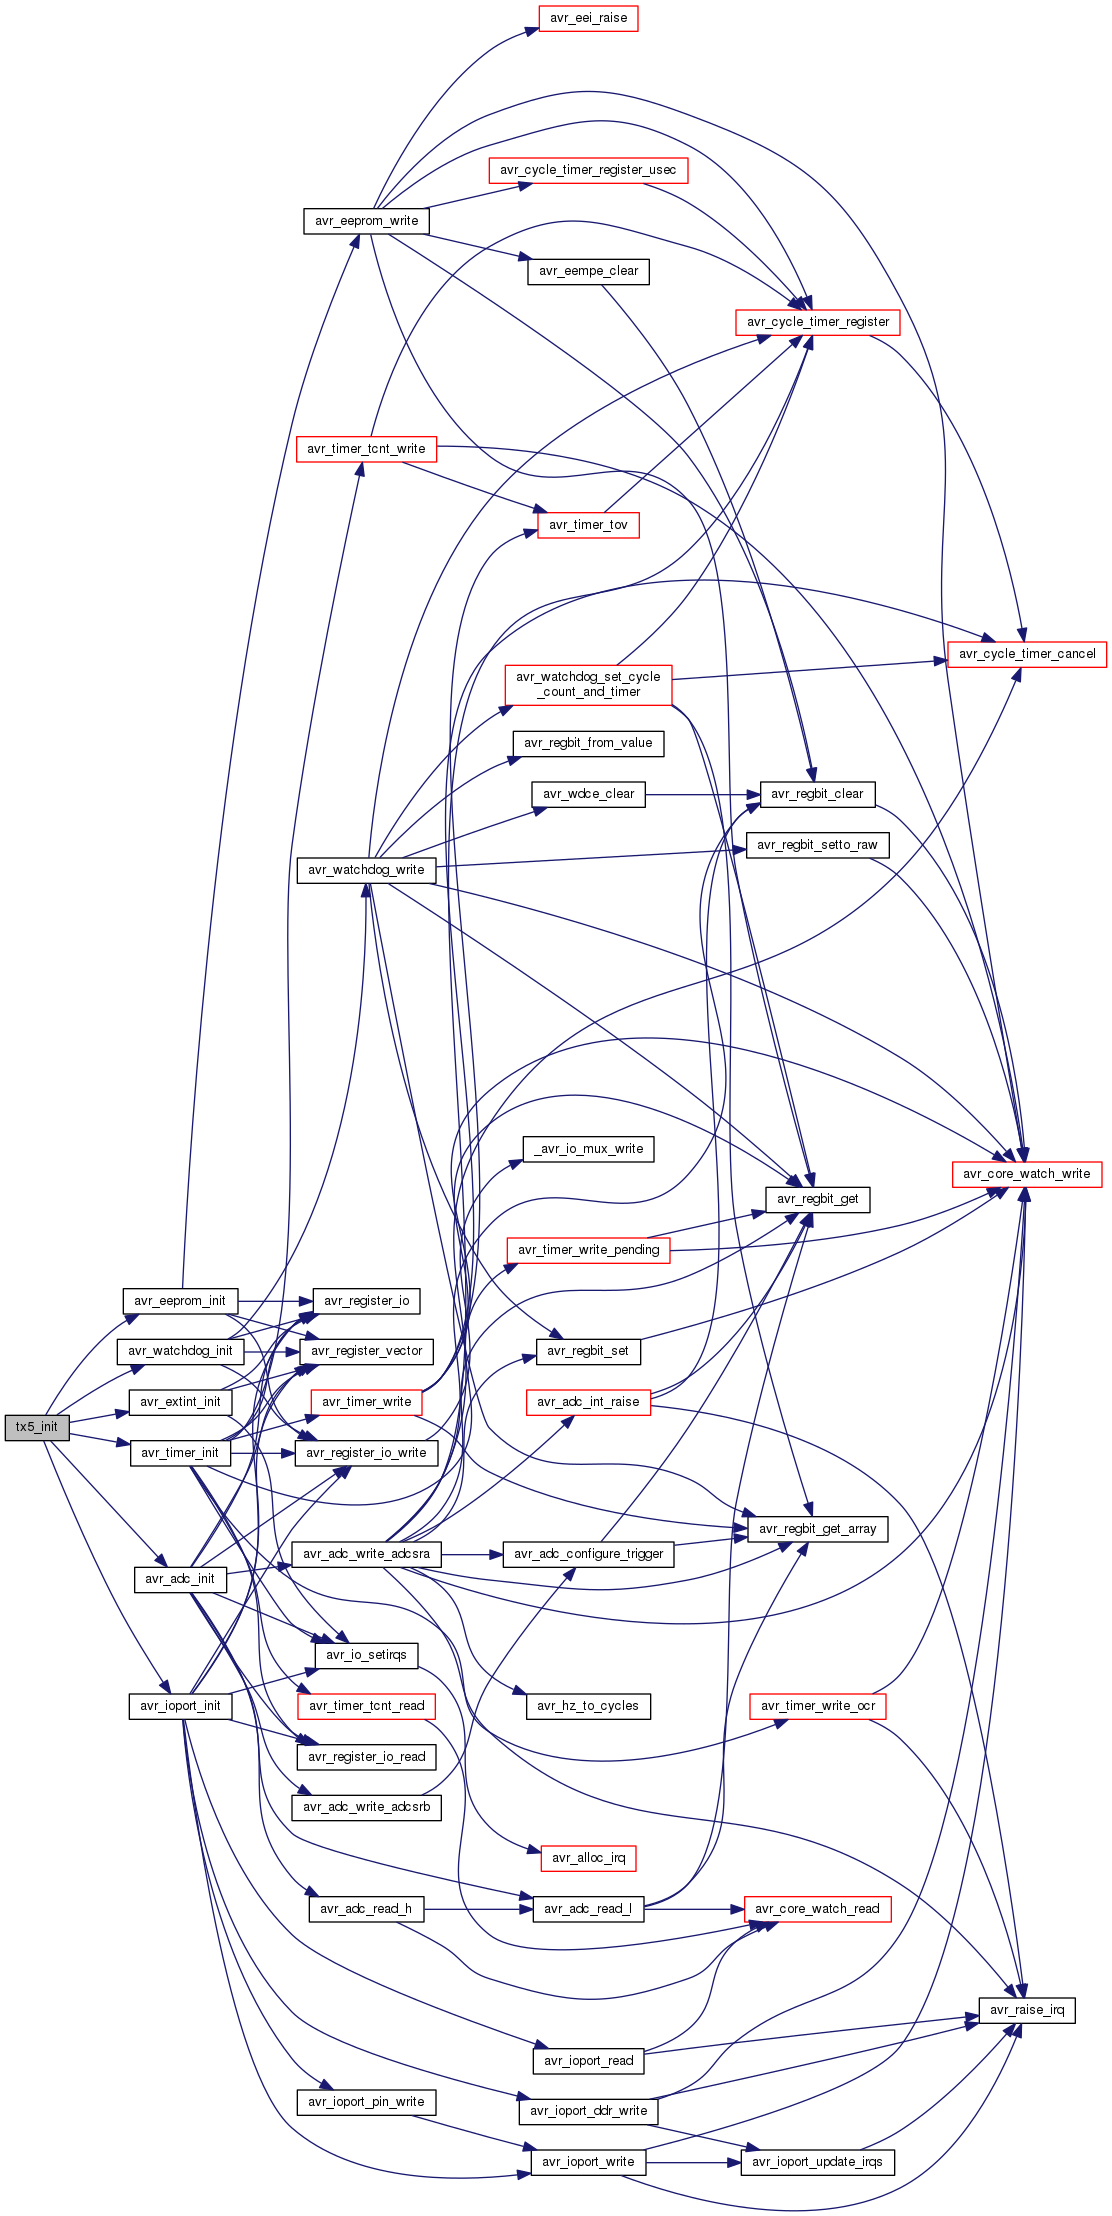 avr_eei_raise
avr_cycle_timer_register_usec
avr_eeprom_write
avr_eempe_clear
avr_cycle_timer_register
avr_timer_tcnt_write
avr_timer_tov
avr_cycle_timer_cancel
avr_watchdog_set_cycle
_count_and_timer
avr_regbit_from_value
avr_wdce_clear
avr_regbit_clear
avr_regbit_setto_raw
avr_watchdog_write
_avr_io_mux_write
avr_core_watch_write
avr_regbit_get
avr_timer_write_pending
avr_eeprom_init
avr_register_io
avr_watchdog_init
avr_register_vector
avr_regbit_set
avr_extint_init
avr_timer_write
avr_adc_int_raise
tx5_init
avr_timer_init
avr_register_io_write
avr_regbit_get_array
avr_adc_write_adcsra
avr_adc_configure_trigger
avr_adc_init
avr_io_setirqs
avr_ioport_init
avr_timer_tcnt_read
avr_hz_to_cycles
avr_timer_write_ocr
avr_register_io_read
avr_adc_write_adcsrb
avr_alloc_irq
avr_adc_read_h
avr_adc_read_l
avr_core_watch_read
avr_raise_irq
avr_ioport_read
avr_ioport_pin_write
avr_ioport_ddr_write
avr_ioport_write
avr_ioport_update_irqs